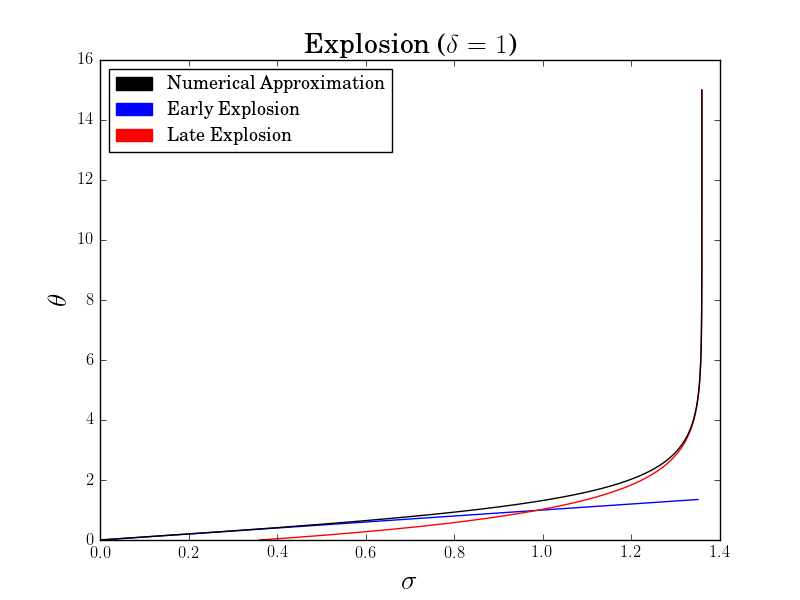 Explosion (δ = 1)
Numerical Approximation
Early Explosion
Late Explosion
16
14
12
10
8
6
4
2
0
θ
0.0 0.2 0.4 0.6 0.8 1.0 1.2 1.4
σ